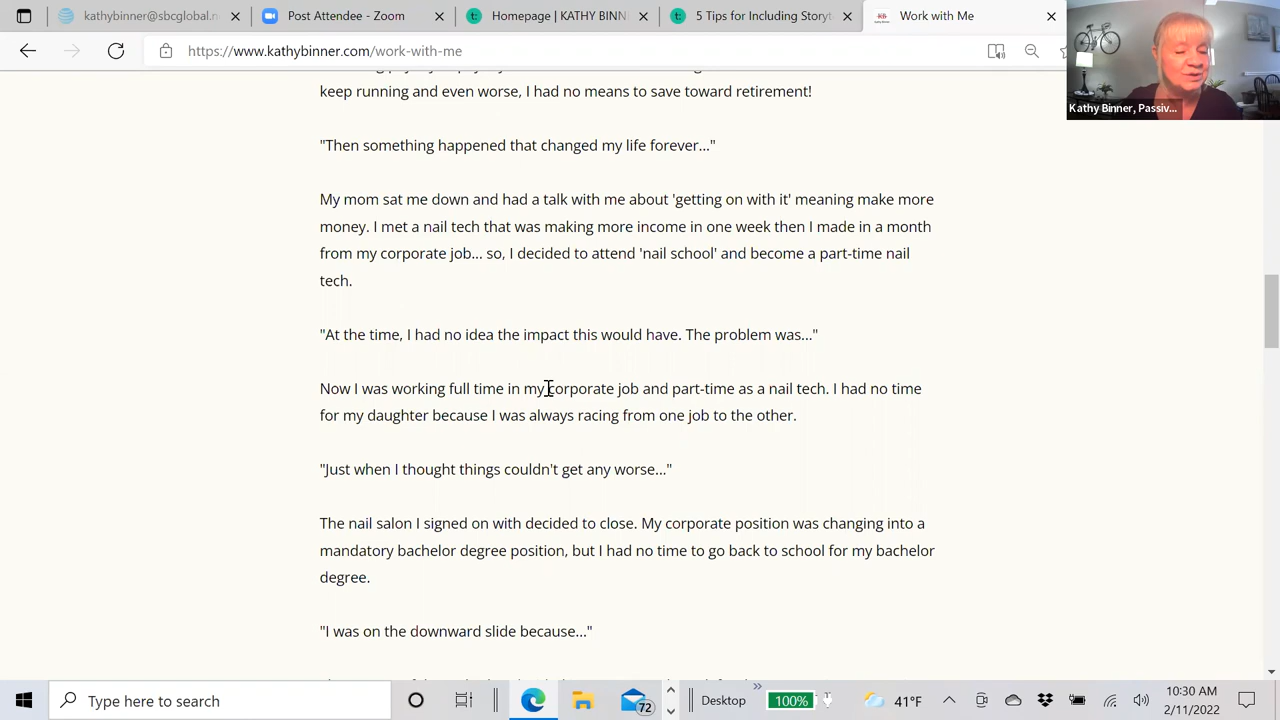 kathybinner@sbcglobal.n
Post Attendee - Zoom
Homepage | KATHY BINN
5 Tips for Including Storyt
Work with Me
https://www.kathybinner.com/work-with-me
Kathy Binner, Passiv...
keep running and even worse, I had no means to save toward retirement!
"Then something happened that changed my life forever..."
My mom sat me down and had a talk with me about 'getting on with it' meaning make more
money. I met a nail tech that was making more income in one week then I made in a month
from my corporate job... so, I decided to attend 'nail school' and become a part-time nail
tech.
"At the time, I had no idea the impact this would have. The problem was..."
Now I was working full time in my corporate job and part-time as a nail tech. I had no time
for my daughter because I was always racing from one job to the other.
"Just when I thought things couldn't get any worse..."
The nail salon I signed on with decided to close. My corporate position was changing into a
mandatory bachelor degree position, but I had no time to go back to school for my bachelor
degree.
"I was on the downward slide because..."
Type here to search
72
Desktop
100%
41°F
10:30 AM
2/11/2022